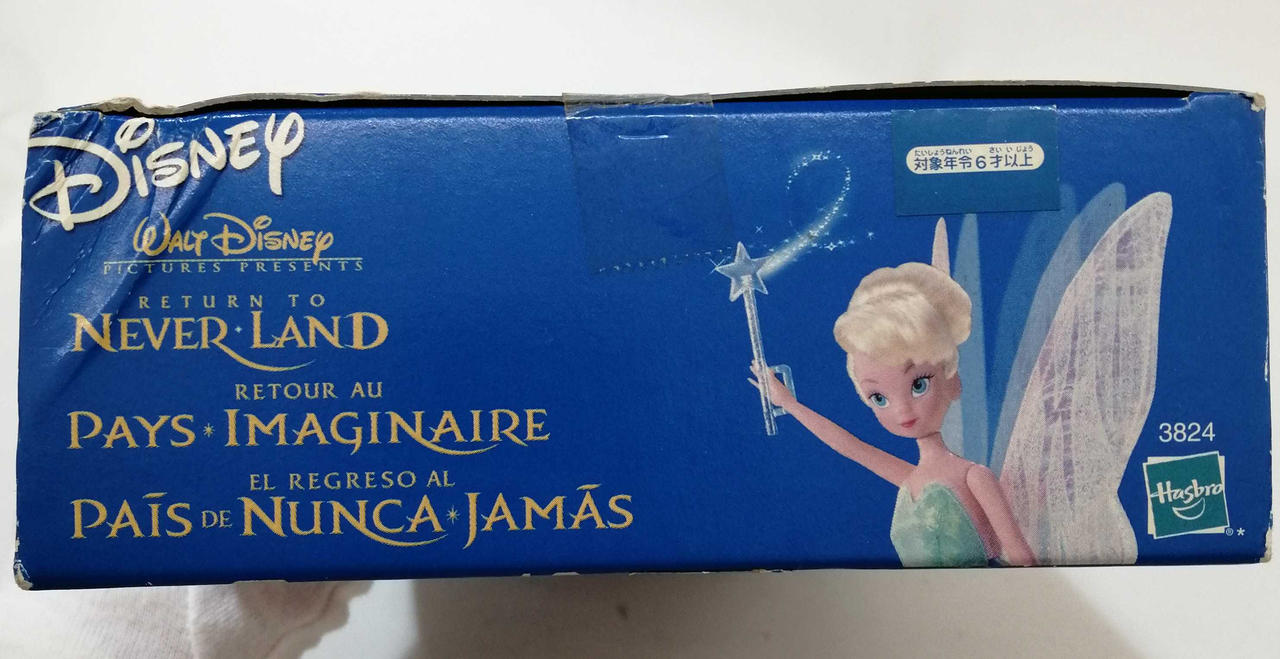 DISNEY
WALT DISNEY
PICTURES PRESENTS
RETURN TO
NEVER·LAND
RETOUR AU
PAYS*IMAGINAIRE
EL REGRESO AL
PAĪS DE NUNCA*JAMÃS
たいしょうねんれい さい いじょう
対象年令6才以上
3824
Hasbro
®*